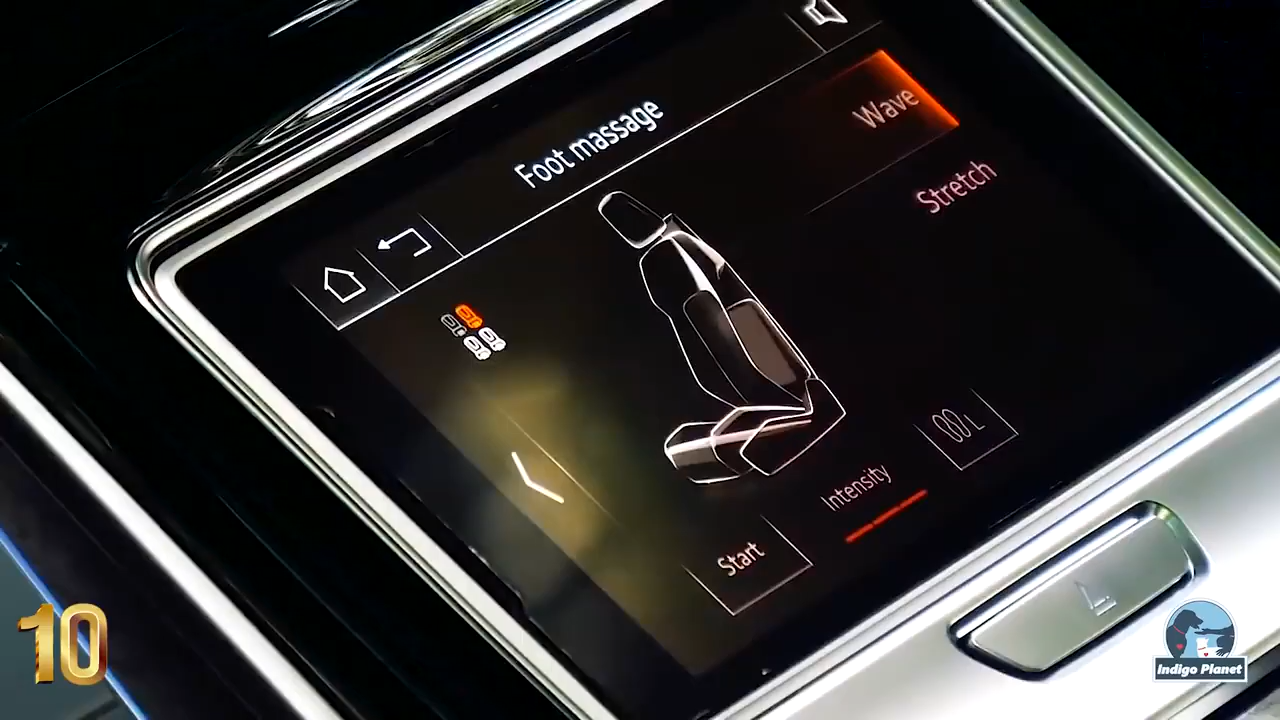 Foot massage
Wave
Stretch
Intensity
Start
10
Indigo Planet